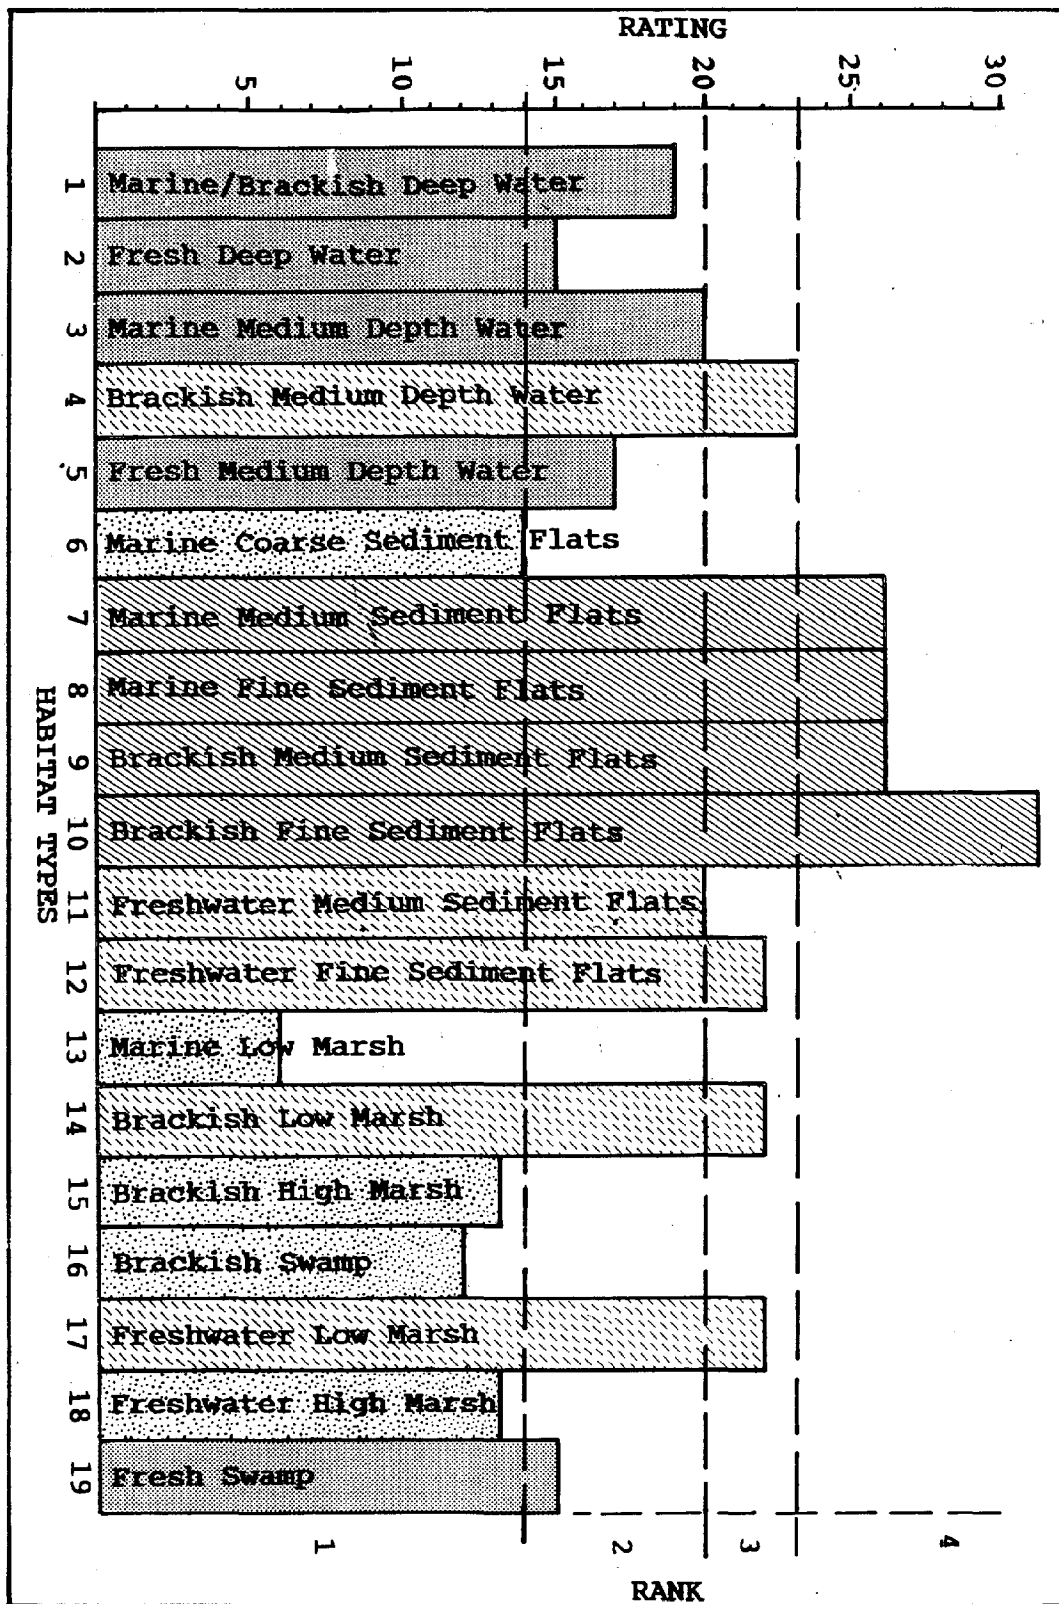 RATING
5 10 15 20 25 30
1 Marine/Brackish Deep Water
2 Fresh Deep Water
3 Marine Medium Depth Water
4 Brackish Medium Depth Water
5 Fresh Medium Depth Water
6 Marine Coarse Sediment Flats
7 Marine Medium Sediment Flats
8 Marine Fine Sediment Flats
9 Brackish Medium Sediment Flats
10 Brackish Fine Sediment Flats
11 Freshwater Medium Sediment Flats
12 Freshwater Fine Sediment Flats
13 Marine Low Marsh
14 Brackish Low Marsh
15 Brackish High Marsh
16 Brackish Swamp
17 Freshwater Low Marsh
18 Freshwater High Marsh
19 Fresh Swamp
HABITAT TYPES
1 2 3 4
RANK